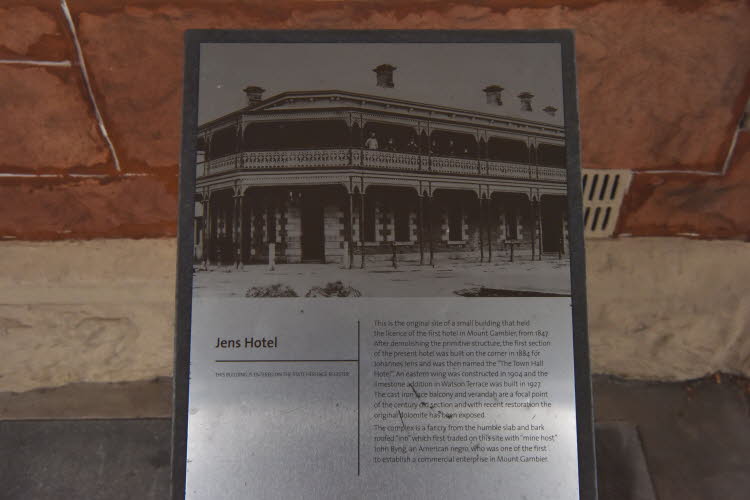 Jens Hotel
THIS BUILDING IS ENTERED ON THE STATE HERITAGE REGISTER
This is the original site of a small building that held
the licence of the first hotel in Mount Gambier, from 1847.
After demolishing the primitive structure, the first section
of the present hotel was built on the corner in 1884 for
Johannes Jens and was then named the "The Town Hall
Hotel". An eastern wing was constructed in 1904 and the
limestone addition in Watson Terrace was built in 1927.
The cast iron lace balcony and verandah are a focal point
of the century old section and with recent restoration the
original dolomite has been exposed.
The complex is a far cry from the humble slab and bark
roofed "inn" which first traded on this site with "mine host"
John Byng, an American negro, who was one of the first
to establish a commercial enterprise in Mount Gambier.